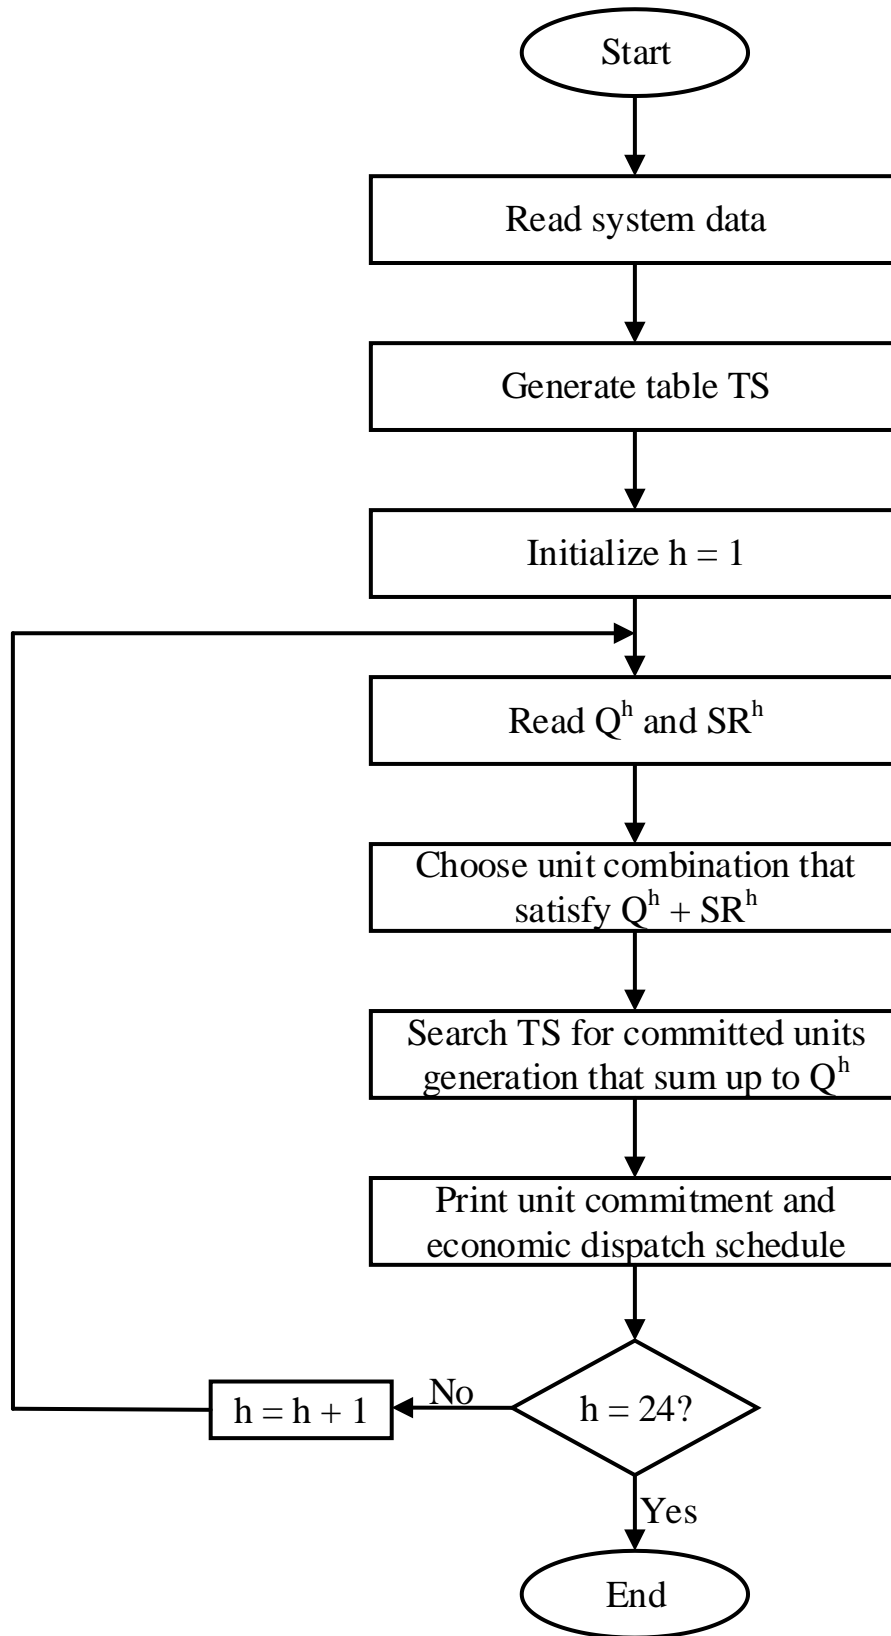 Start
Read system data
Generate table TS
Initialize h = 1
Read Q^h and SR^h
Choose unit combination that
satisfy Q^h + SR^h
Search TS for committed units
generation that sum up to Q^h
Print unit commitment and
economic dispatch schedule
h = h + 1
No
h = 24?
Yes
End